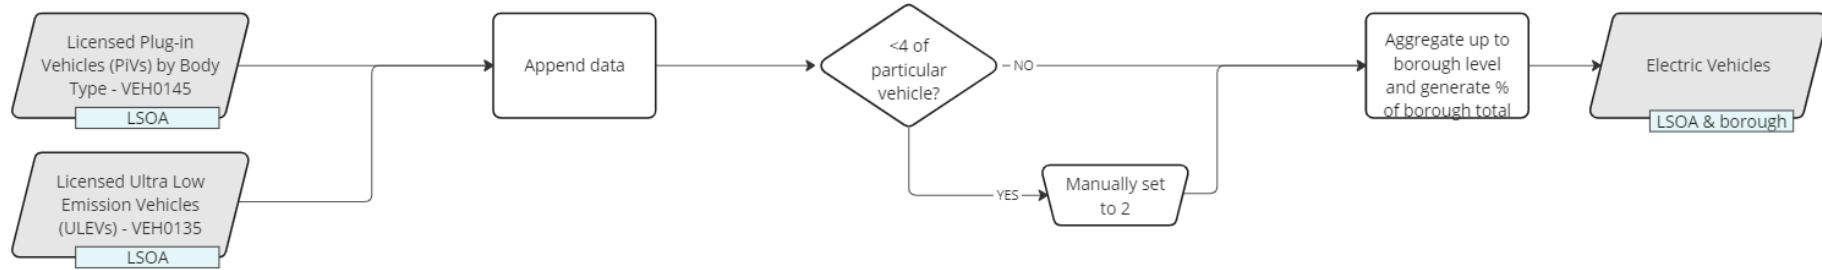 Licensed Plug-in
Vehicles (PiVs) by Body
Type - VEH0145
LSOA
Licensed Ultra Low
Emission Vehicles
(ULEVs) - VEH0135
LSOA
Append data
<4 of
particular
vehicle?
NO
YES
Manually set
to 2
Aggregate up to
borough level
and generate %
of borough total
Electric Vehicles
LSOA & borough